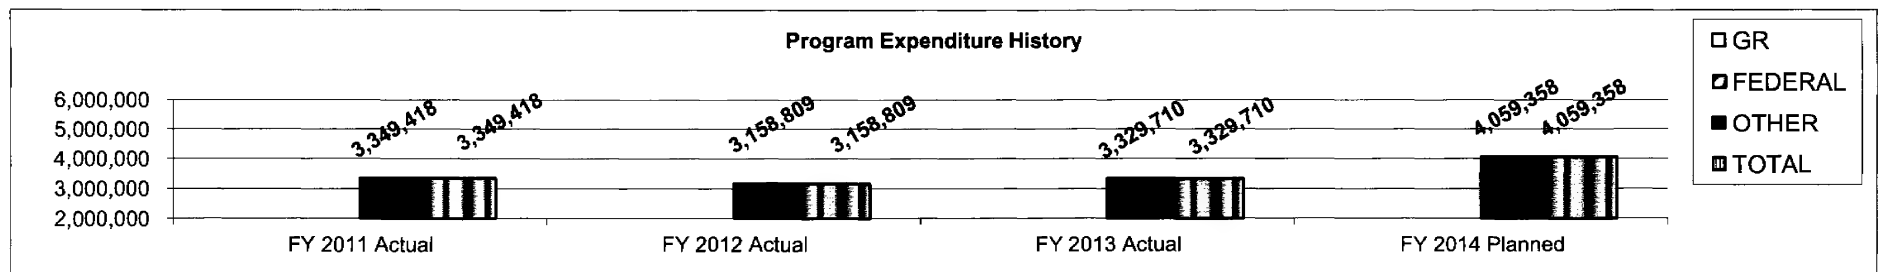 Program Expenditure History
GR
FEDERAL
OTHER
TOTAL
6,000,000
5,000,000
4,000,000
3,000,000
2,000,000
3,349,418
3,349,418
3,158,809
3,158,809
3,329,710
3,329,710
4,059,358
4,059,358
FY 2011 Actual
FY 2012 Actual
FY 2013 Actual
FY 2014 Planned